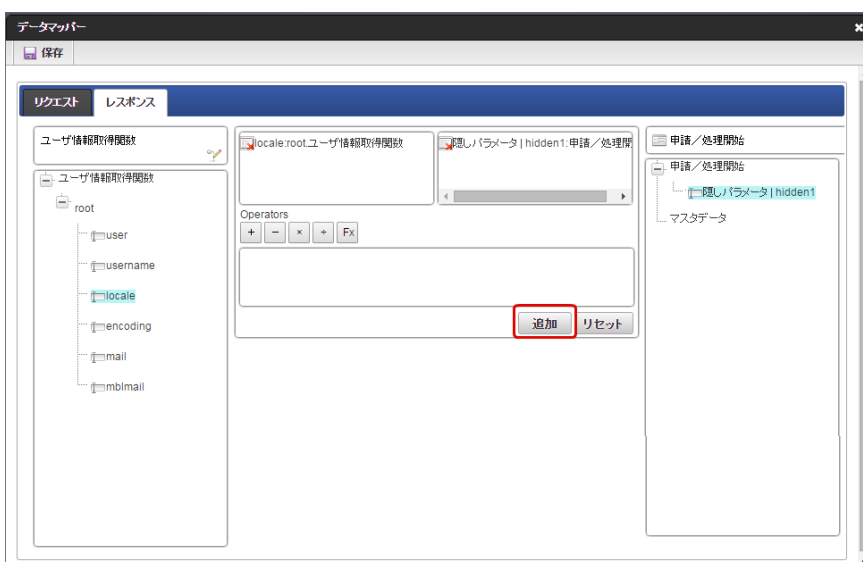 データマッパー
保存
リクエスト
レスポンス
ユーザ情報取得関数
ユーザ情報取得関数
root
user
username
locale
encoding
mail
mblmail
locale:root.ユーザ情報取得関数
隠しパラメータ | hidden1:申請／処理開
Operators
+ − × ÷ Fx
追加
リセット
申請／処理開始
申請／処理開始
隠しパラメータ | hidden1
マスタデータ